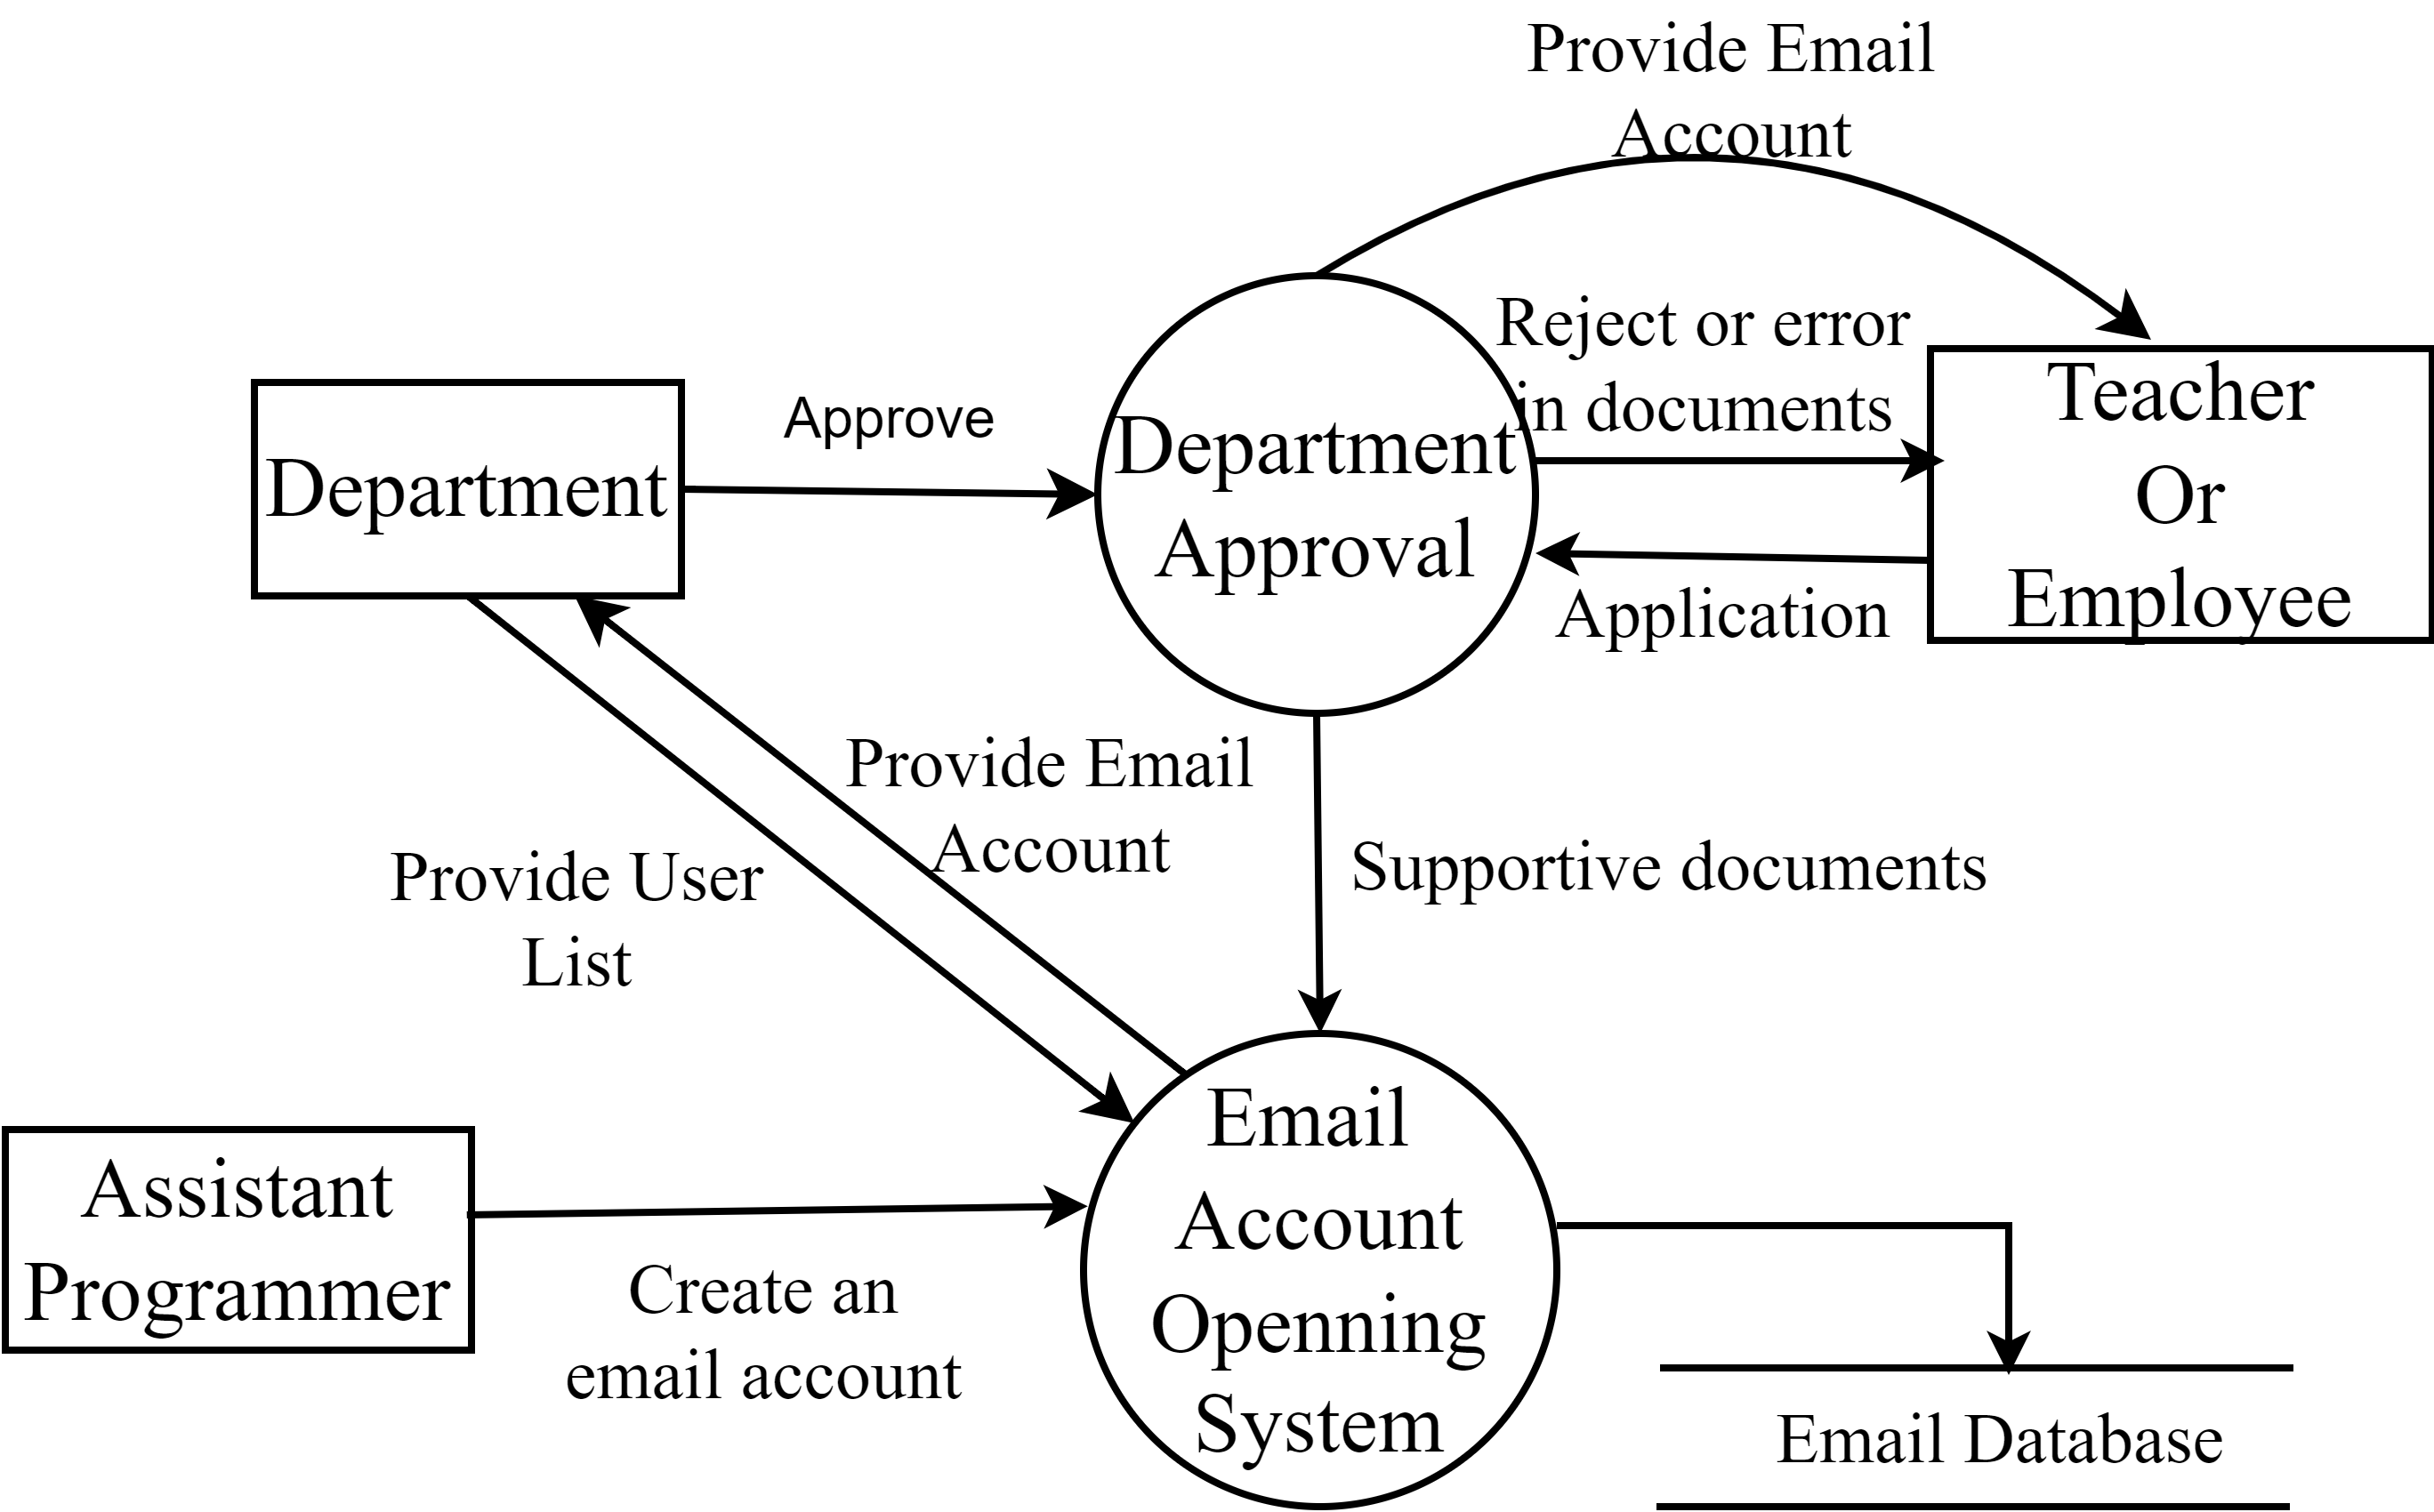 Provide Email
Account
Reject or error
in documents
Teacher
Or
Employee
Approve
Department
Department
Approval
Application
Provide Email
Account
Supportive documents
Provide User
List
Email
Account
Openning
System
Assistant
Programmer
Create an
email account
Email Database